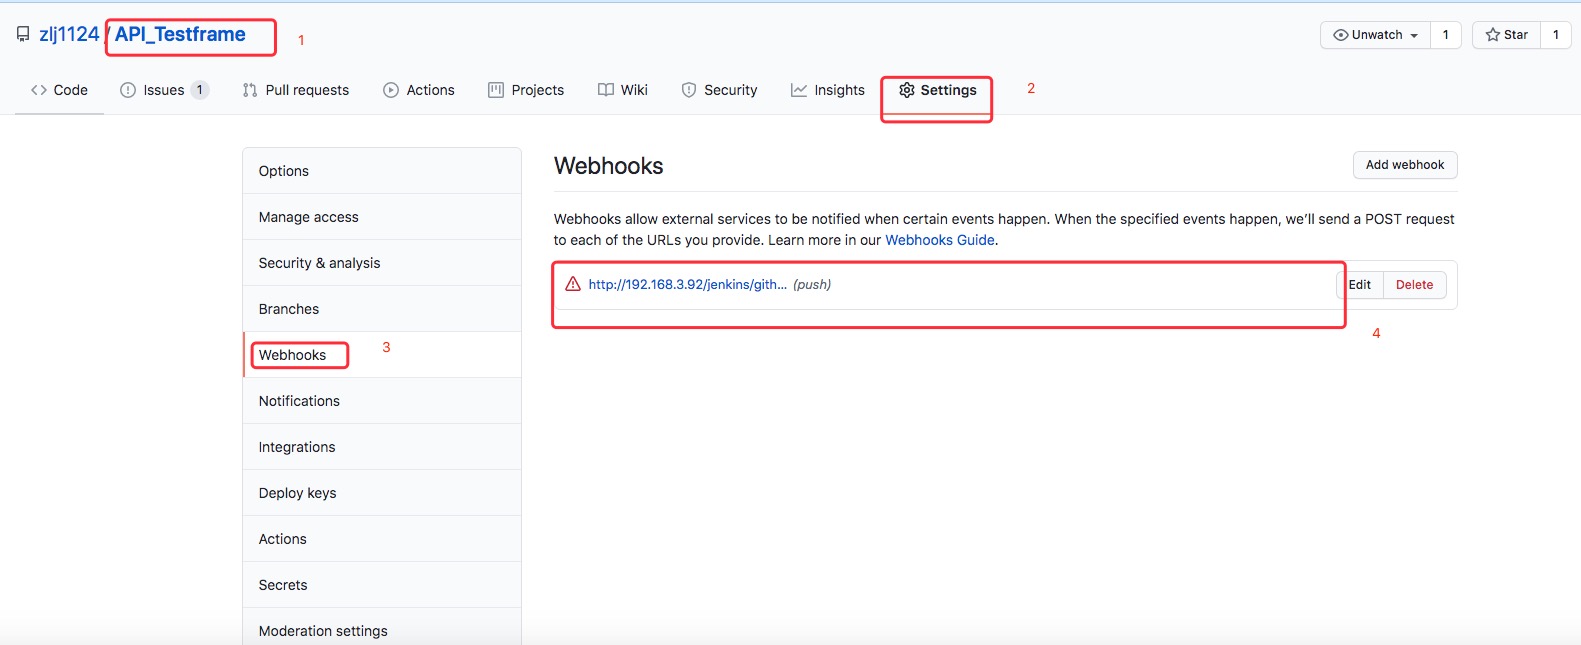 zlj1124 / API_Testframe 1 Unwatch 1 Star 1
Code Issues 1 Pull requests Actions Projects Wiki Security Insights Settings 2
Options
Manage access
Security & analysis
Branches
Webhooks 3
Notifications
Integrations
Deploy keys
Actions
Secrets
Moderation settings
Webhooks Add webhook
Webhooks allow external services to be notified when certain events happen. When the specified events happen, we’ll send a POST request
to each of the URLs you provide. Learn more in our Webhooks Guide.
http://192.168.3.92/jenkins/gith... (push) Edit Delete
4